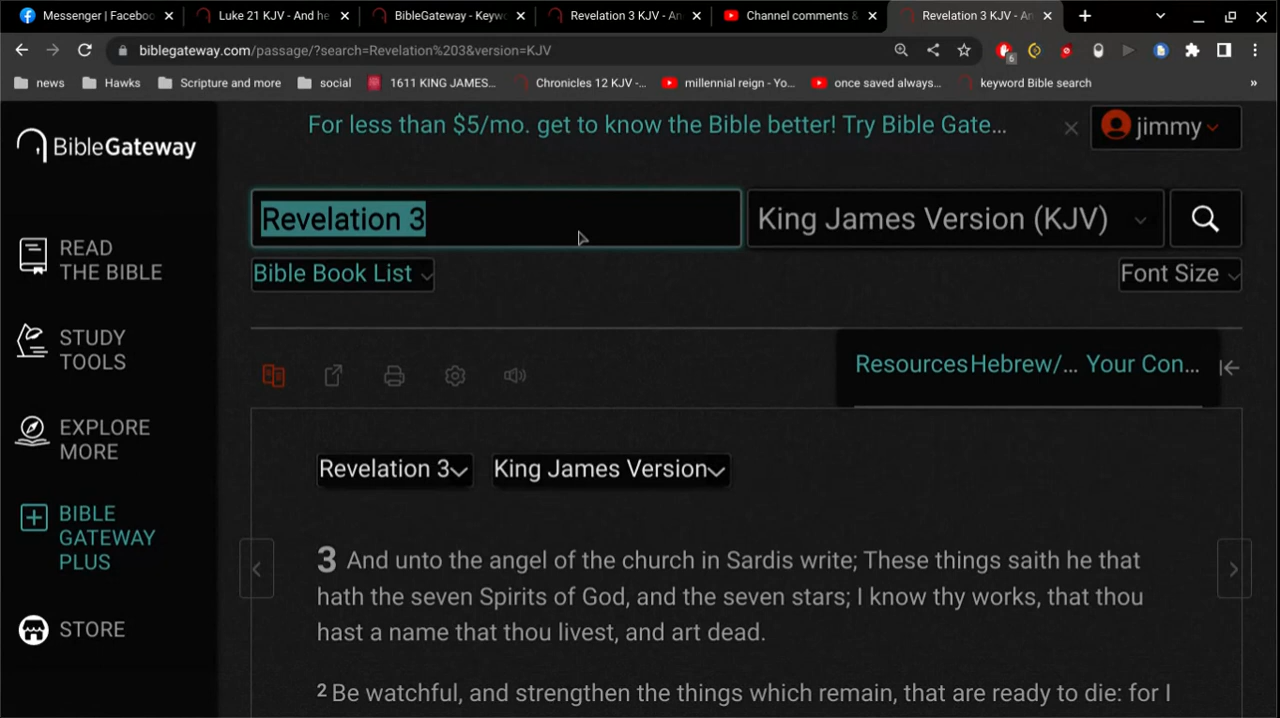 Messenger | Facebo
Luke 21 KJV - And he
BibleGateway - Keywo
Revelation 3 KJV - An
Channel comments &
Revelation 3 KJV - An
biblegateway.com/passage/?search=Revelation%203&version=KJV
6
news
Hawks
Scripture and more
social
1611 KING JAMES...
Chronicles 12 KJV -...
millennial reign - Yo...
once saved always...
keyword Bible search
»
BibleGateway
For less than $5/mo. get to know the Bible better! Try Bible Gate...
jimmy
Revelation 3
King James Version (KJV)
Bible Book List
Font Size
READ
THE BIBLE
STUDY
TOOLS
EXPLORE
MORE
BIBLE
GATEWAY
PLUS
STORE
Resources
Hebrew/...
Your Con...
Revelation 3
King James Version
3 And unto the angel of the church in Sardis write; These things saith he that
hath the seven Spirits of God, and the seven stars; I know thy works, that thou
hast a name that thou livest, and art dead.
2 Be watchful, and strengthen the things which remain, that are ready to die: for I